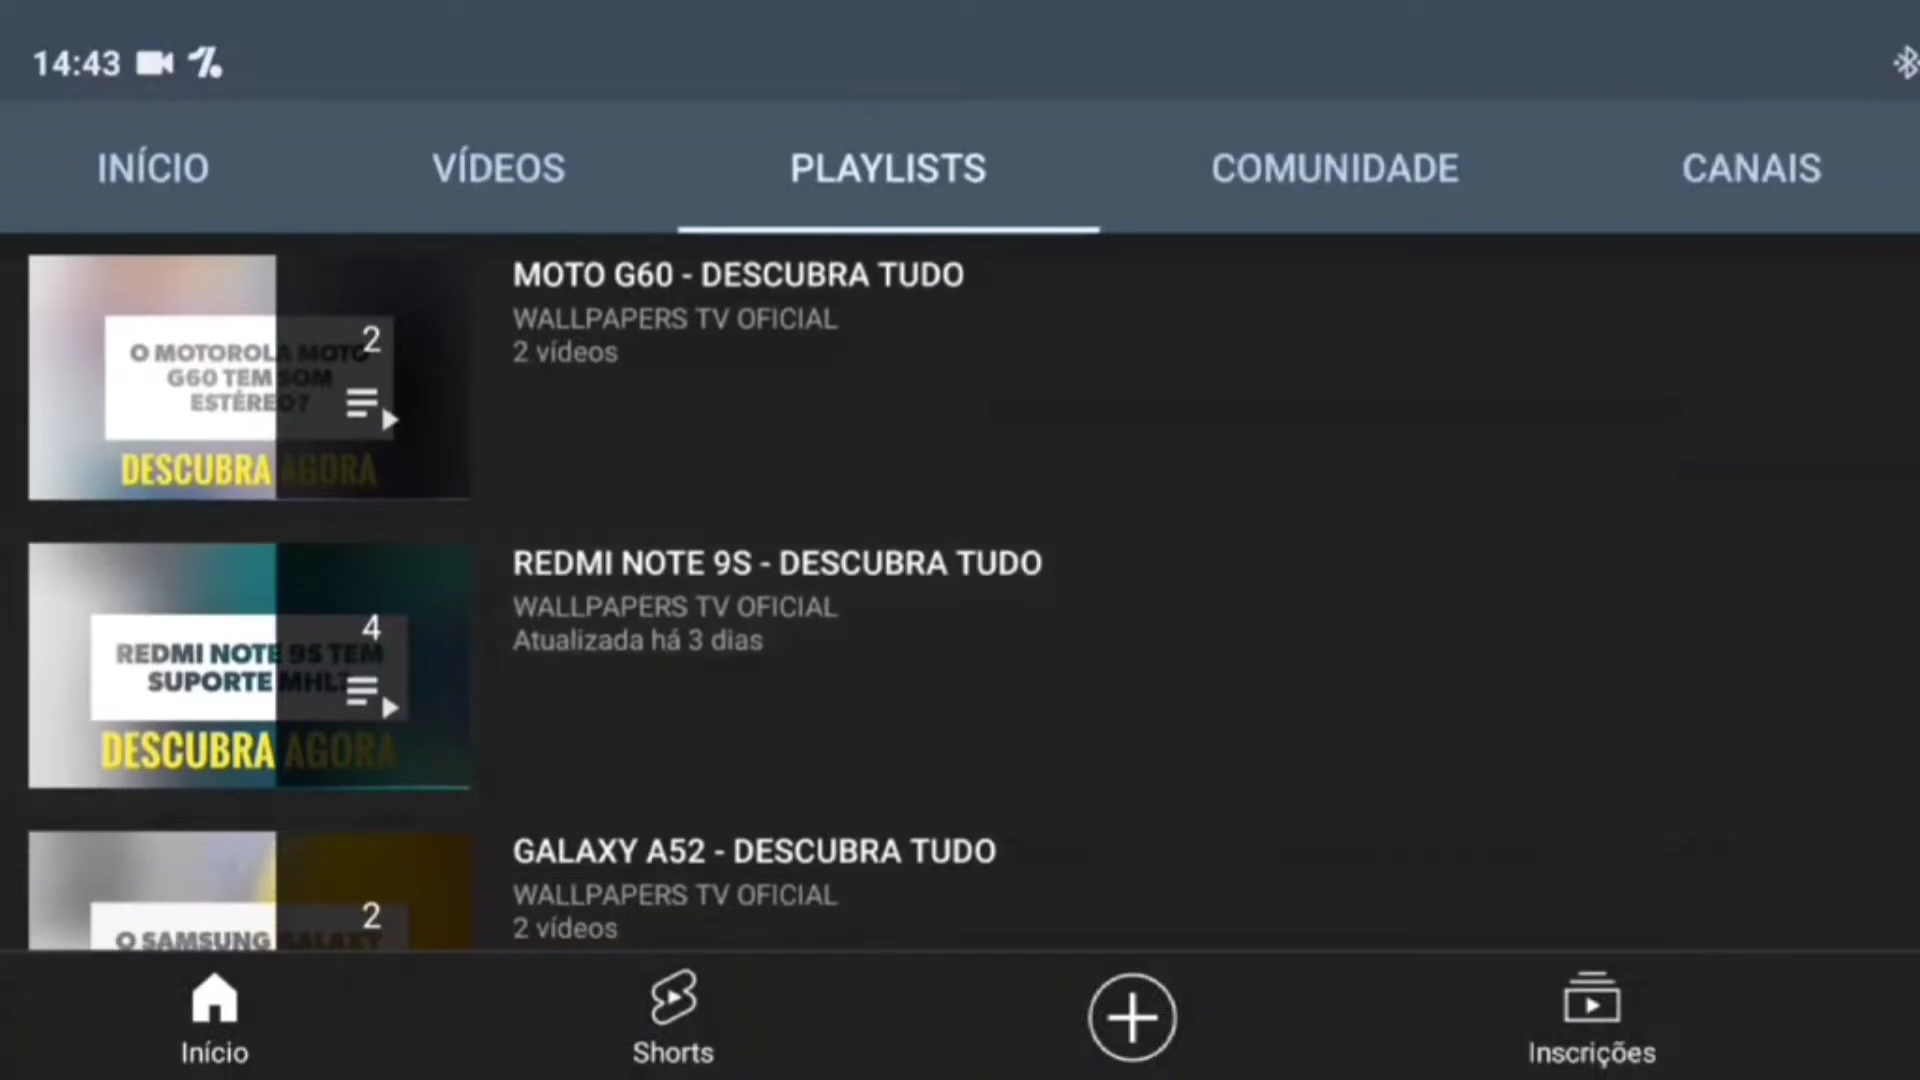 14:43
INÍCIO VÍDEOS PLAYLISTS COMUNIDADE CANAIS
MOTO G60 - DESCUBRA TUDO
WALLPAPERS TV OFICIAL
2 vídeos
2
O MOTOROLA MOTO
G60 TEM SOM
ESTÉREO?
DESCUBRA AGORA
REDMI NOTE 9S - DESCUBRA TUDO
WALLPAPERS TV OFICIAL
Atualizada há 3 dias
4
REDMI NOTE 9S TEM
SUPORTE MHL?
DESCUBRA AGORA
GALAXY A52 - DESCUBRA TUDO
WALLPAPERS TV OFICIAL
2 vídeos
2
O SAMSUNG GALAXY
Início Shorts Inscrições